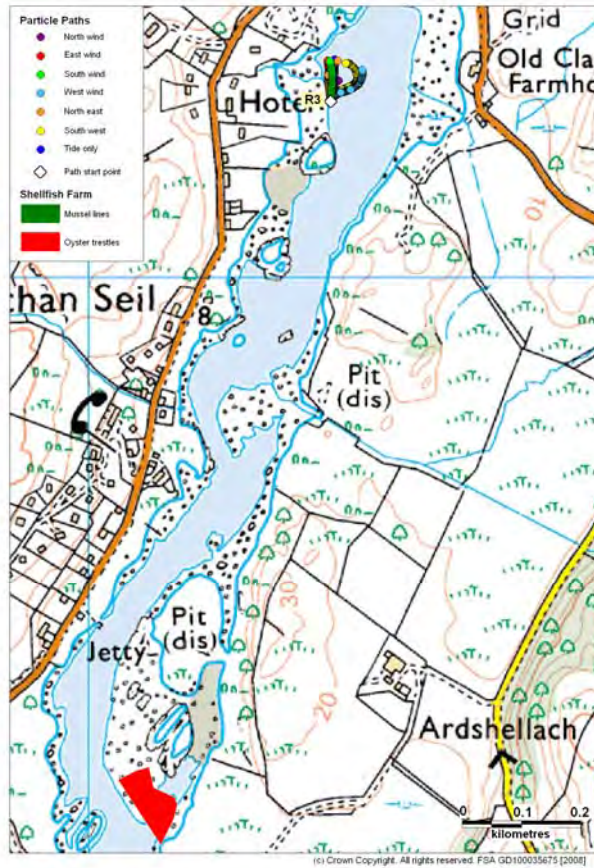 Particle Paths
North wind
East wind
South wind
West wind
North east
South west
Tide only
Path start point
Shellfish Farm
Mussel lines
Oyster trestles
Grid
Old Cla
Farmho
Hote
R3
10
chan Seil
8
Pit
(dis)
30
Pit
(dis)
Jetty
20
Ardshellach
0 0.1 0.2
kilometres
(c) Crown Copyright. All rights reserved. FSA GD100035675 [2008]